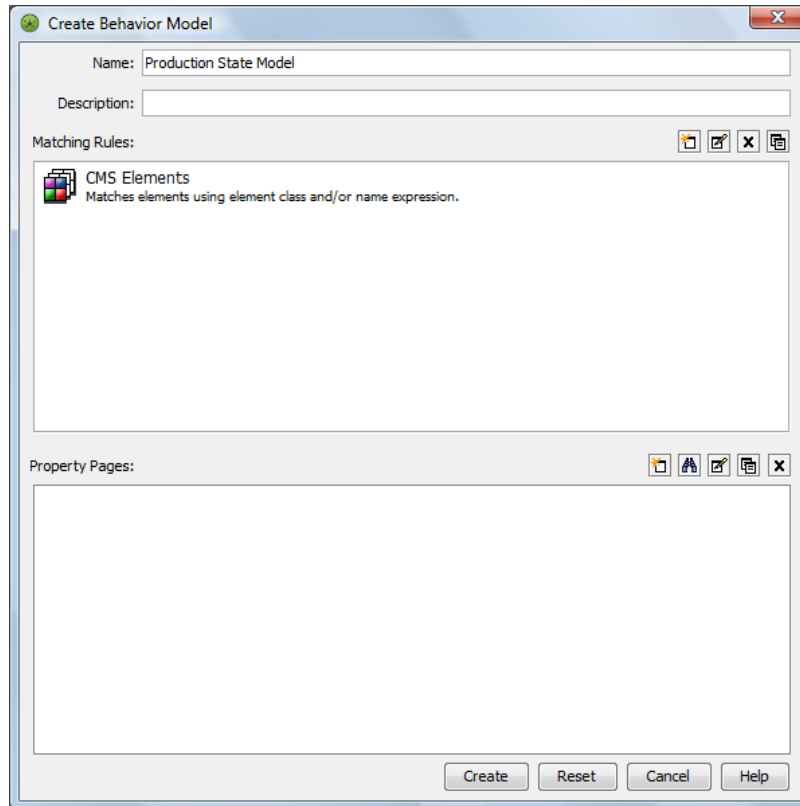 Create Behavior Model
Name: Production State Model
Description:
Matching Rules:
CMS Elements
Matches elements using element class and/or name expression.
Property Pages:
Create Reset Cancel Help